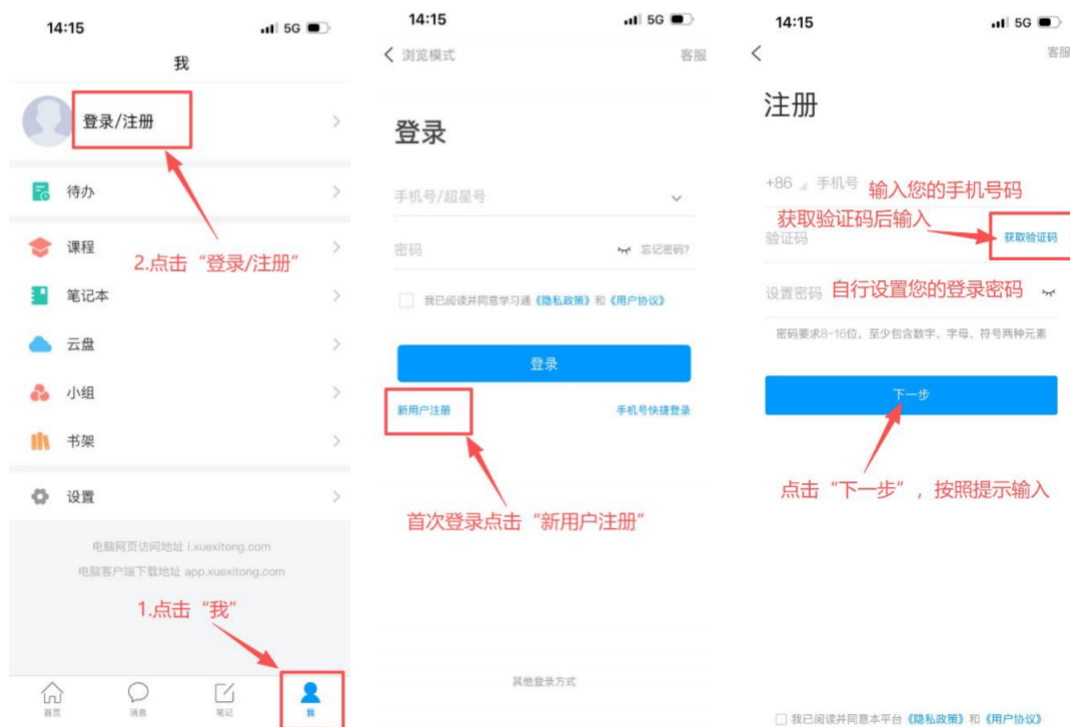 14:15
5G
我
登录/注册
待办
课程
2.点击“登录/注册”
笔记本
云盘
小组
书架
设置
电脑网页访问地址 i.xuexitong.com
电脑客户端下载地址 app.xuexitong.com
1.点击“我”
首页
消息
笔记
我
14:15
5G
浏览模式
客服
登录
手机号/超星号
密码
忘记密码?
我已阅读并同意学习通《隐私政策》和《用户协议》
登录
新用户注册
手机号快捷登录
首次登录点击“新用户注册”
其他登录方式
14:15
5G
客服
注册
+86 手机号 输入您的手机号码
获取验证码后输入
验证码
获取验证码
设置密码 自行设置您的登录密码
密码要求8-16位，至少包含数字、字母、符号两种元素
下一步
点击“下一步”，按照提示输入
我已阅读并同意本平台《隐私政策》和《用户协议》